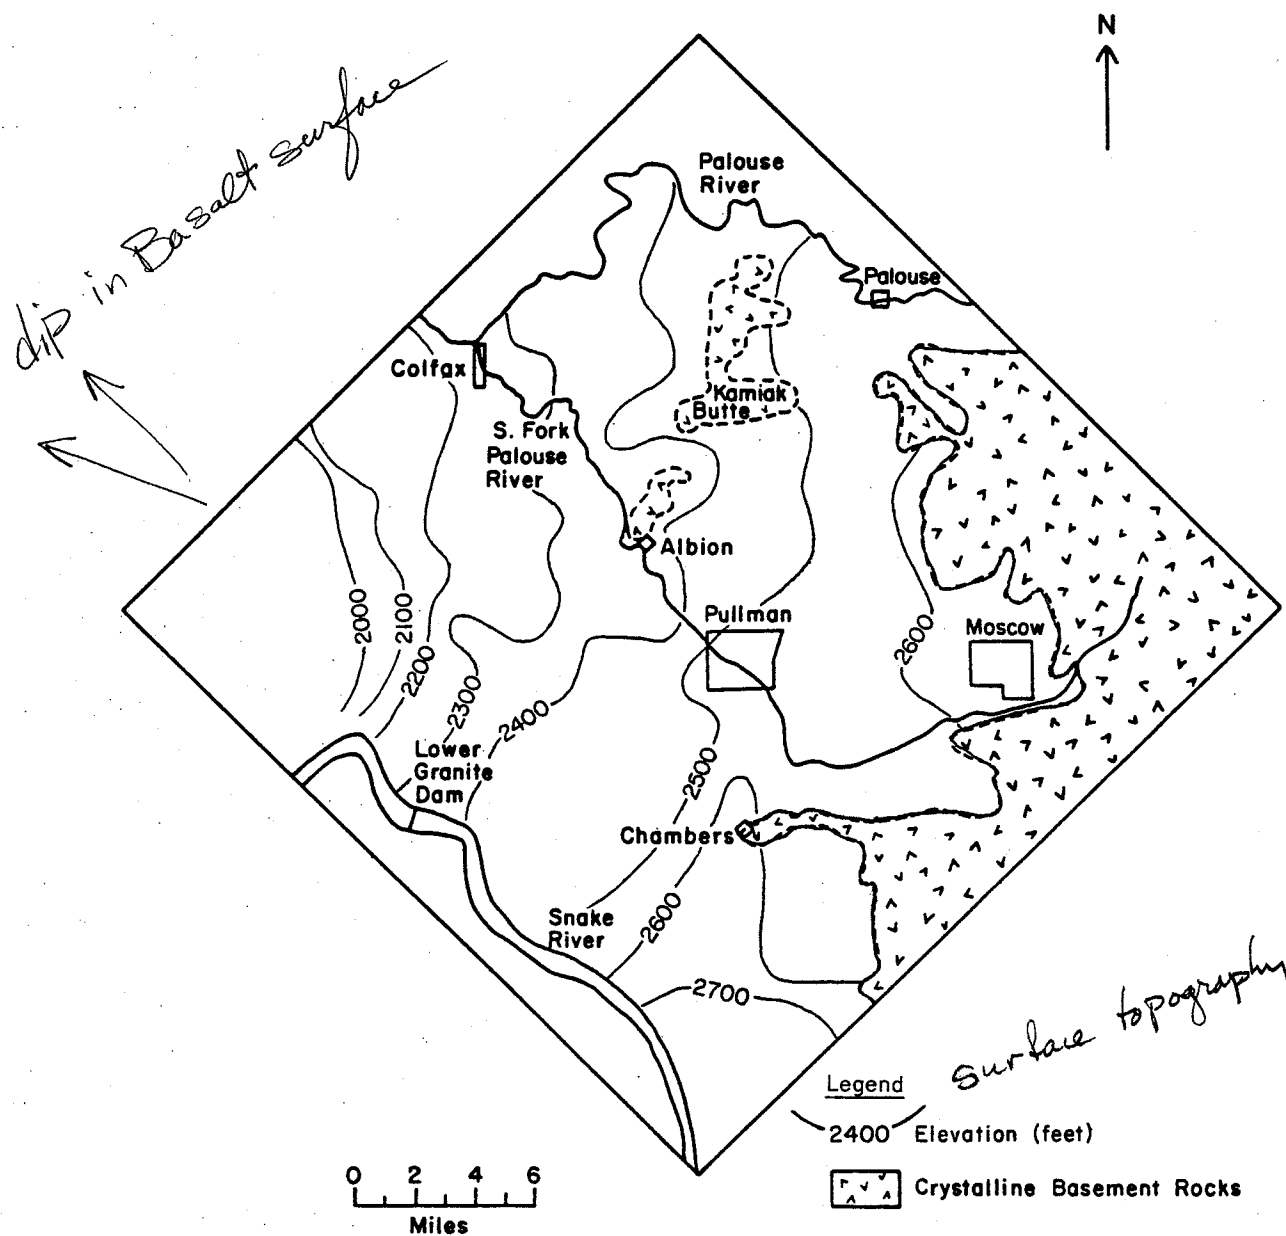 N
dip in Basalt surface
Palouse
River
Palouse
Colfax
Kamiak
Butte
S. Fork
Palouse
River
Albion
Pullman
Moscow
2000
2100
2200
2300
2400
2500
2600
2600
2700
Lower
Granite
Dam
Chambers
Snake
River
surface topography
Legend
2400 Elevation (feet)
Crystalline Basement Rocks
0 2 4 6
Miles